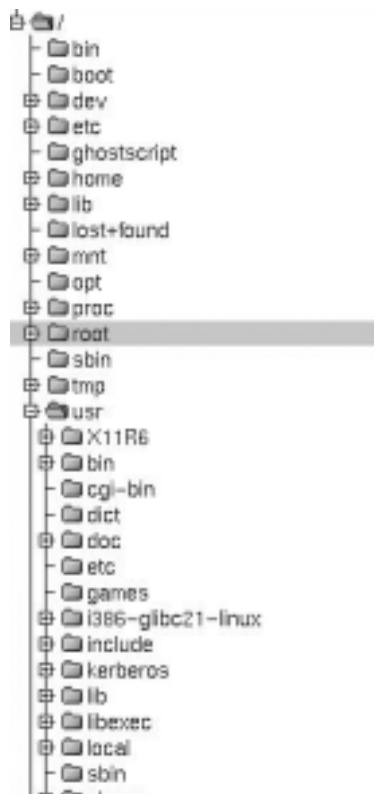 /
bin
boot
dev
etc
ghostscript
home
lib
lost+found
mnt
opt
proc
root
sbin
tmp
usr
X11R6
bin
cgi-bin
dict
doc
etc
games
i386-glibc21-linux
include
kerberos
lib
libexec
local
sbin